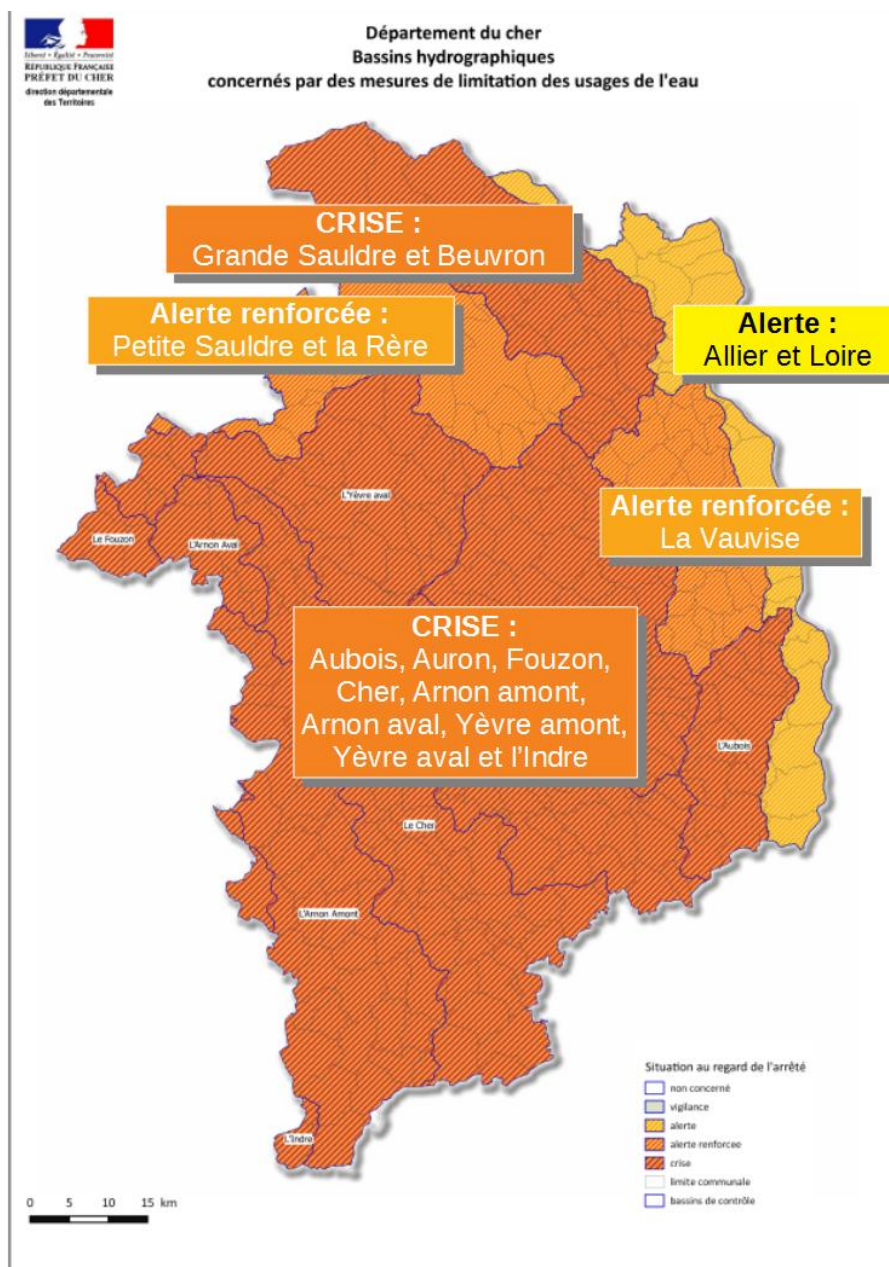 Liberté • Égalité • Fraternité
RÉPUBLIQUE FRANÇAISE
PRÉFET DU CHER
direction départementale
des Territoires
Département du cher
Bassins hydrographiques
concernés par des mesures de limitation des usages de l'eau
CRISE :
Grande Sauldre et Beuvron
Alerte renforcée :
Petite Sauldre et la Rère
Alerte :
Allier et Loire
L'Yèvre aval
Alerte renforcée :
La Vauvise
Le Fouzon
L'Arnon Aval
CRISE :
Aubois, Auron, Fouzon,
Cher, Arnon amont,
Arnon aval, Yèvre amont,
Yèvre aval et l'Indre
L'Aubois
Le Cher
L'Arnon Amont
L'Indre
Situation au regard de l'arrêté
non concerné
vigilance
alerte
alerte renforcee
crise
limite communale
bassins de contrôle
0 5 10 15 km